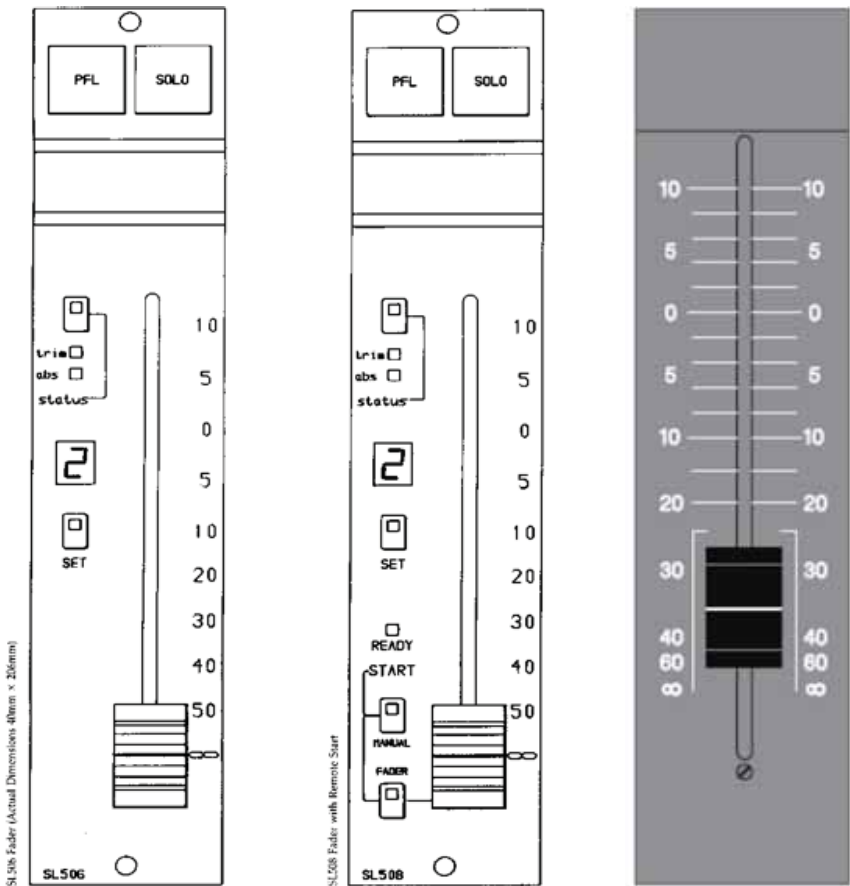 SL506 Fader (Actual Dimensions 40mm × 206mm)
PFL SOLO
10
trim
abs
5
status
0
2
5
10
SET
20
30
40
50
∞
SL506
SL508 Fader with Remote Start
PFL SOLO
10
trim
abs
5
status
0
2
5
10
SET
20
30
READY
START
40
50
MANUAL
∞
FADER
SL508
10 10
5 5
0 0
5 5
10 10
20 20
30 30
40 40
60 60
∞ ∞